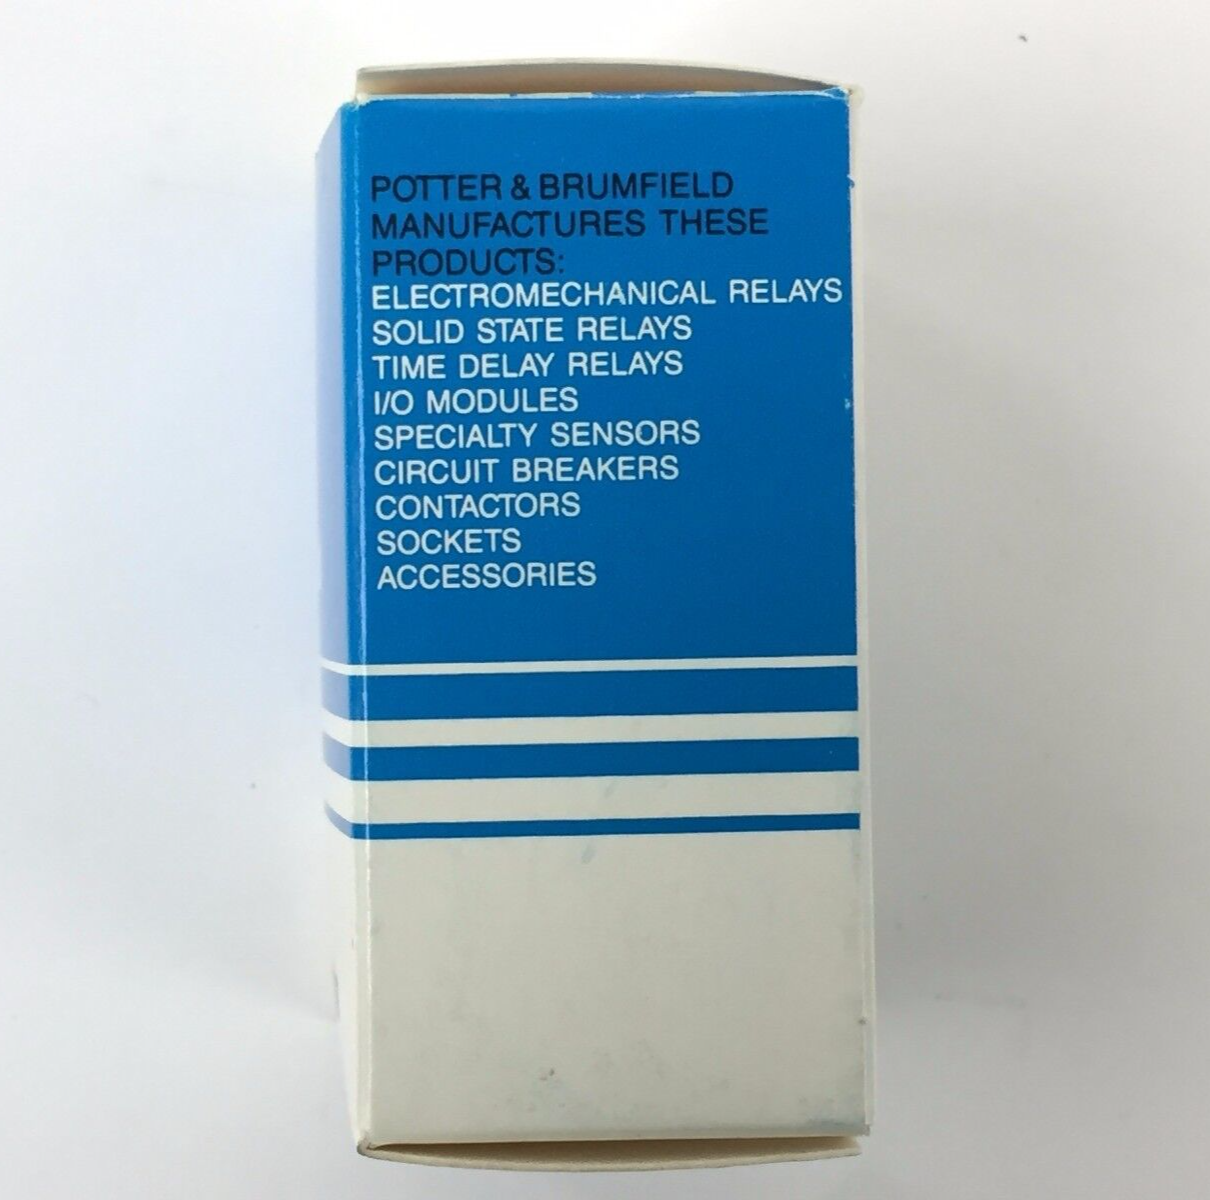 POTTER & BRUMFIELD
MANUFACTURES THESE
PRODUCTS:
ELECTROMECHANICAL RELAYS
SOLID STATE RELAYS
TIME DELAY RELAYS
I/O MODULES
SPECIALTY SENSORS
CIRCUIT BREAKERS
CONTACTORS
SOCKETS
ACCESSORIES